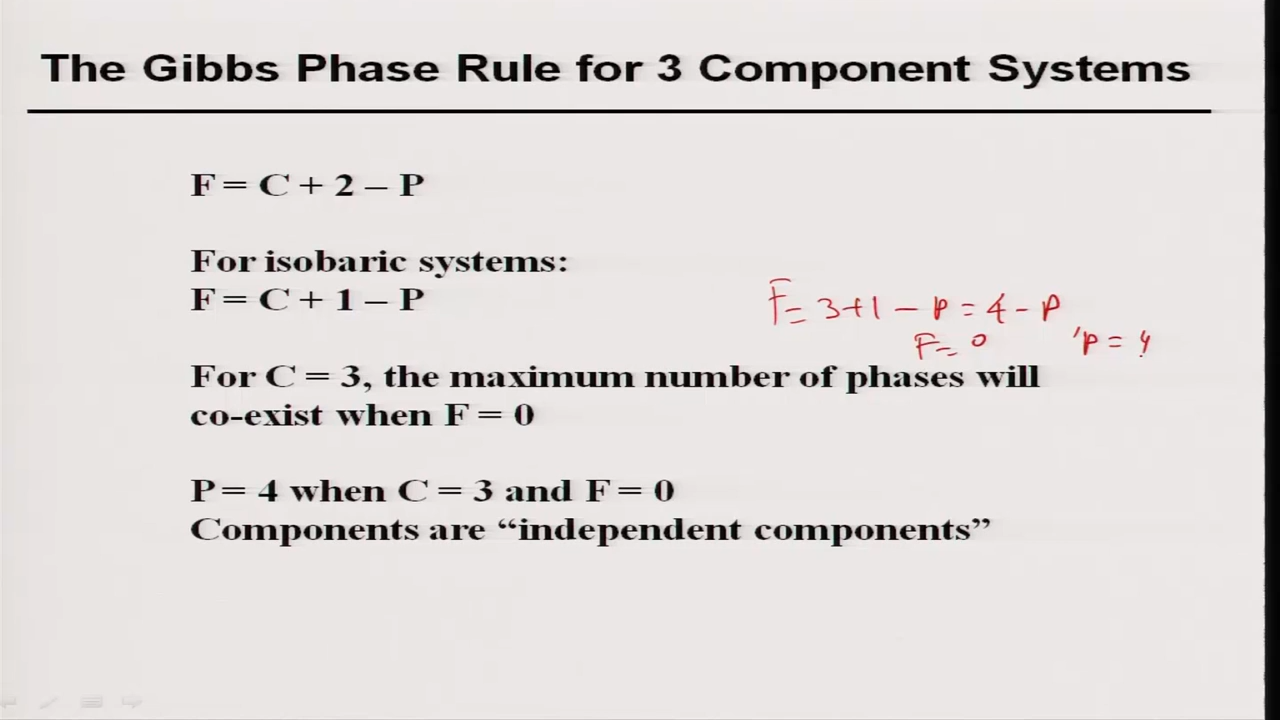 The Gibbs Phase Rule for 3 Component Systems
F = C + 2 – P
For isobaric systems:
F = C + 1 – P
F = 3+1 – P = 4 – P
F = 0 P = 4
For C = 3, the maximum number of phases will
co-exist when F = 0
P = 4 when C = 3 and F = 0
Components are “independent components”